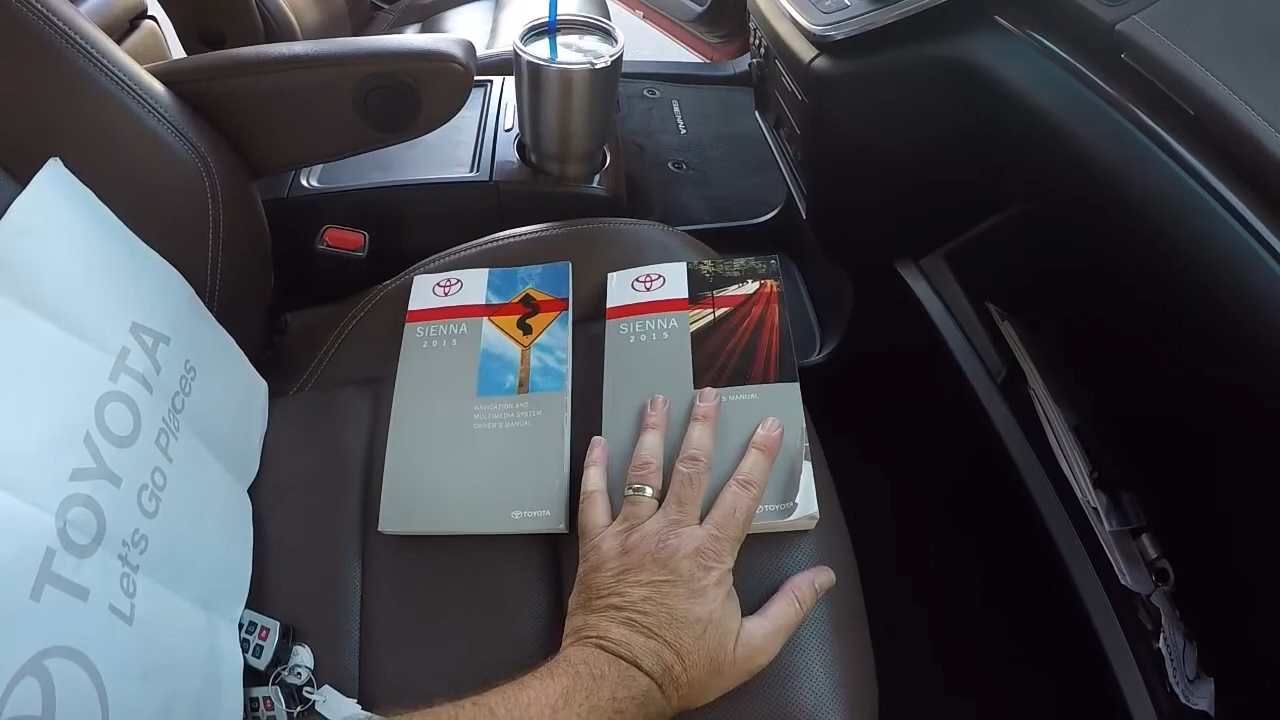 SIENNA
SIENNA
2015
NAVIGATION AND
MULTIMEDIA SYSTEM
OWNER'S MANUAL
TOYOTA
SIENNA
2015
MANUAL
TOYOTA
TOYOTA
Let's Go Places